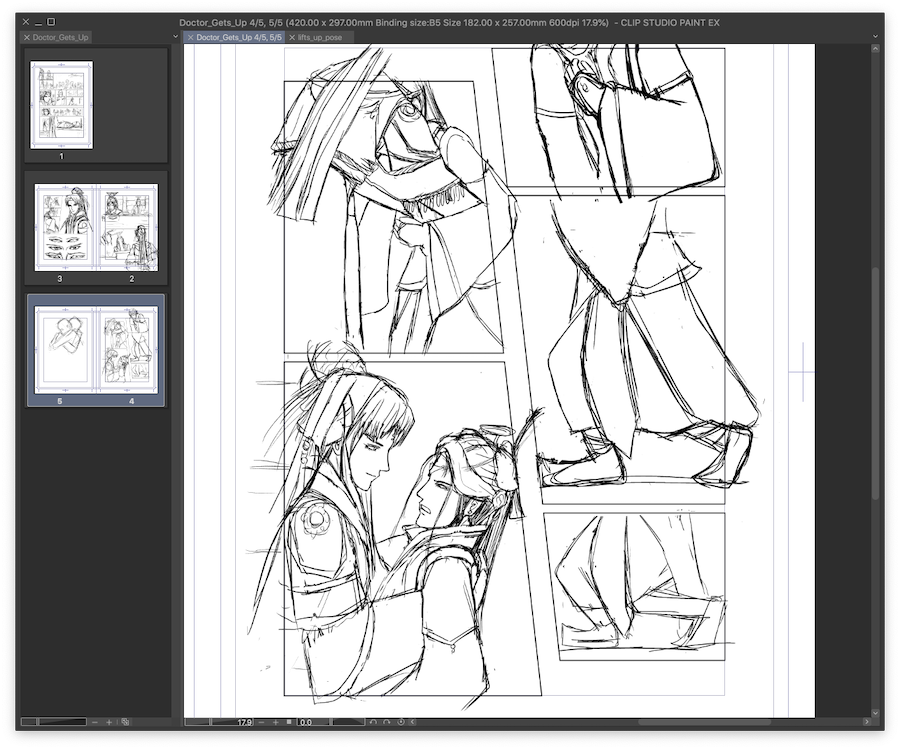 Doctor_Gets_Up 4/5, 5/5 (420.00 x 297.00mm Binding size:B5 Size 182.00 x 257.00mm 600dpi 17.9%) - CLIP STUDIO PAINT EX
Doctor_Gets_Up
Doctor_Gets_Up 4/5, 5/5
lifts_up_pose
1
3 2
5 4
17.9
0.0